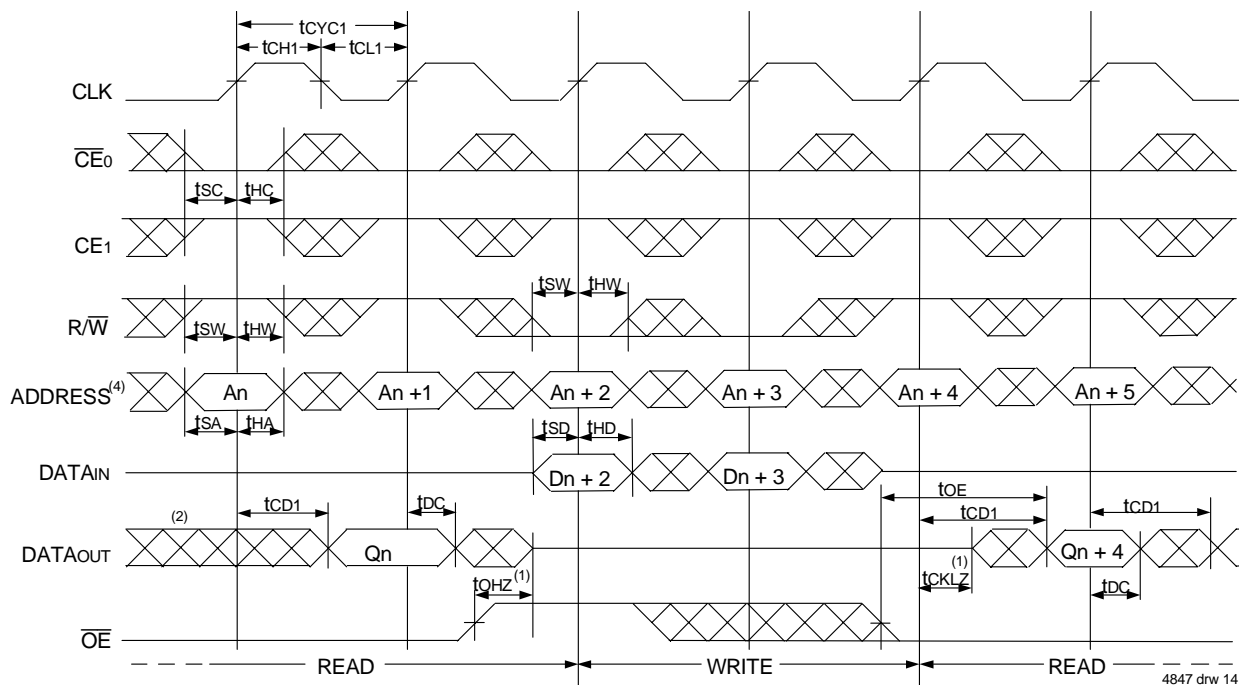 tCYC1
tCH1 tCL1
CLK
CE0
tSC tHC
CE1
tSW tHW
R/W
tSW tHW
ADDRESS(4) An An +1 An + 2 An + 3 An + 4 An + 5
tSA tHA tSD tHD
DATAIN Dn + 2 Dn + 3
tOE
(2) tCD1 tDC tCD1 tCD1
DATAOUT Qn Qn + 4
tOHZ(1) (1) tCKLZ tDC
OE
READ WRITE READ
4847 drw 14